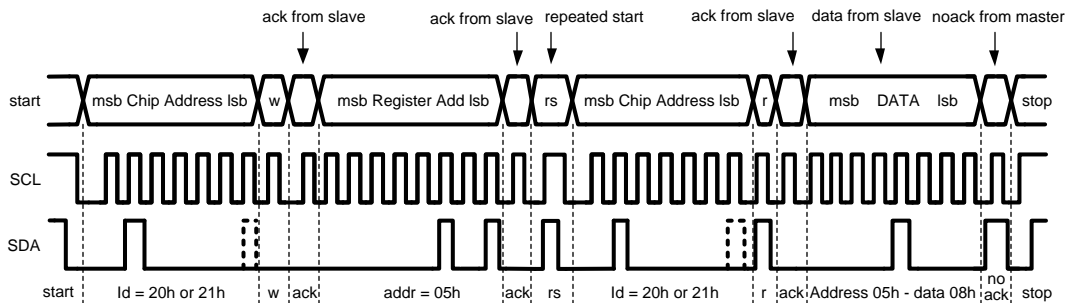 ack from slave ack from slave repeated start ack from slave data from slave noack from master
start msb Chip Address lsb w msb Register Add lsb rs msb Chip Address lsb r msb DATA lsb stop
SCL
SDA
start Id = 20h or 21h w ack addr = 05h ack rs Id = 20h or 21h r ack Address 05h - data 08h no ack stop